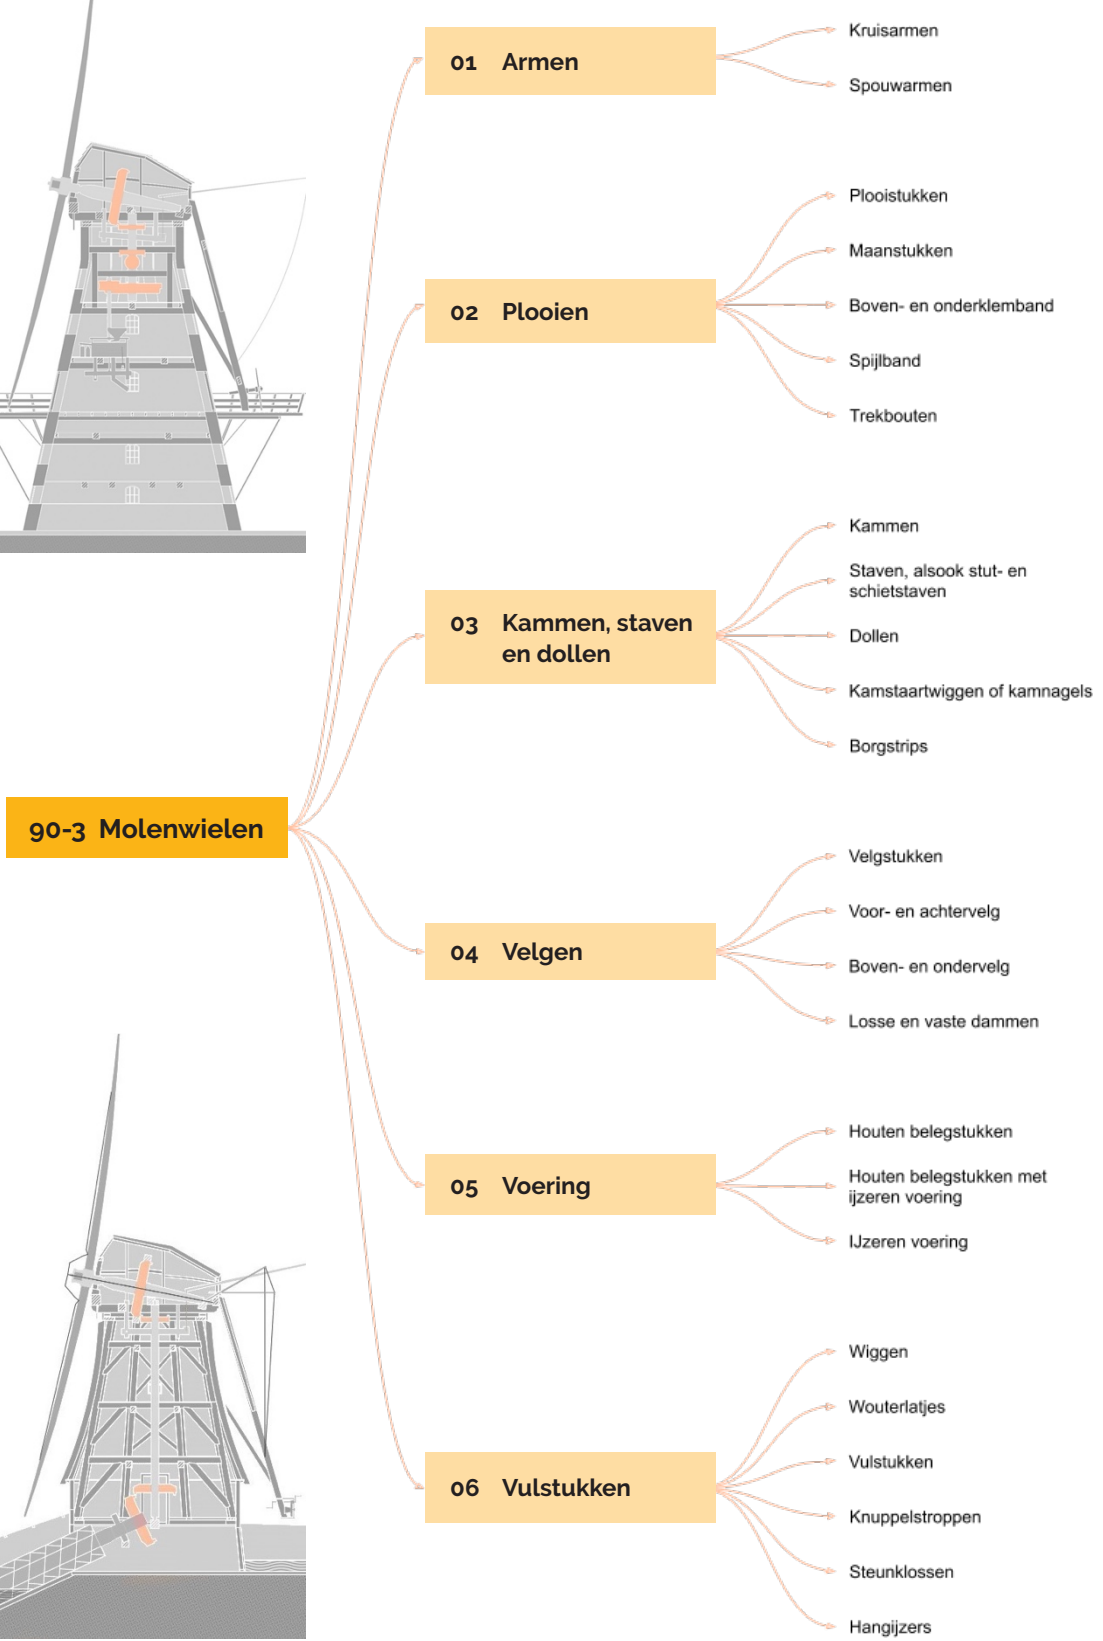 90-3 Molenwielen
01 Armen
Kruisarmen
Spouwarmen
02 Plooien
Plooistukken
Maanstukken
Boven- en onderklemband
Spijlband
Trekbouten
03 Kammen, staven
en dollen
Kammen
Staven, alsook stut- en
schietstaven
Dollen
Kamstaartwiggen of kamnagels
Borgstrips
04 Velgen
Velgstukken
Voor- en achtervelg
Boven- en ondervelg
Losse en vaste dammen
05 Voering
Houten belegstukken
Houten belegstukken met
ijzeren voering
IJzeren voering
06 Vulstukken
Wiggen
Wouterlatjes
Vulstukken
Knuppelstroppen
Steunklossen
Hangijzers